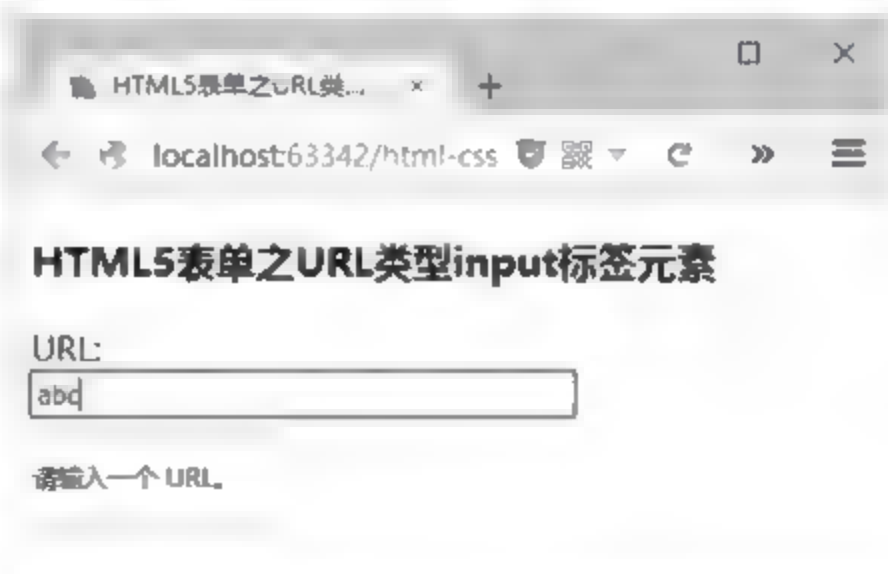 HTML5表单之URL类...
localhost:63342/html-css
HTML5表单之URL类型input标签元素
URL:
abc
请输入一个 URL。